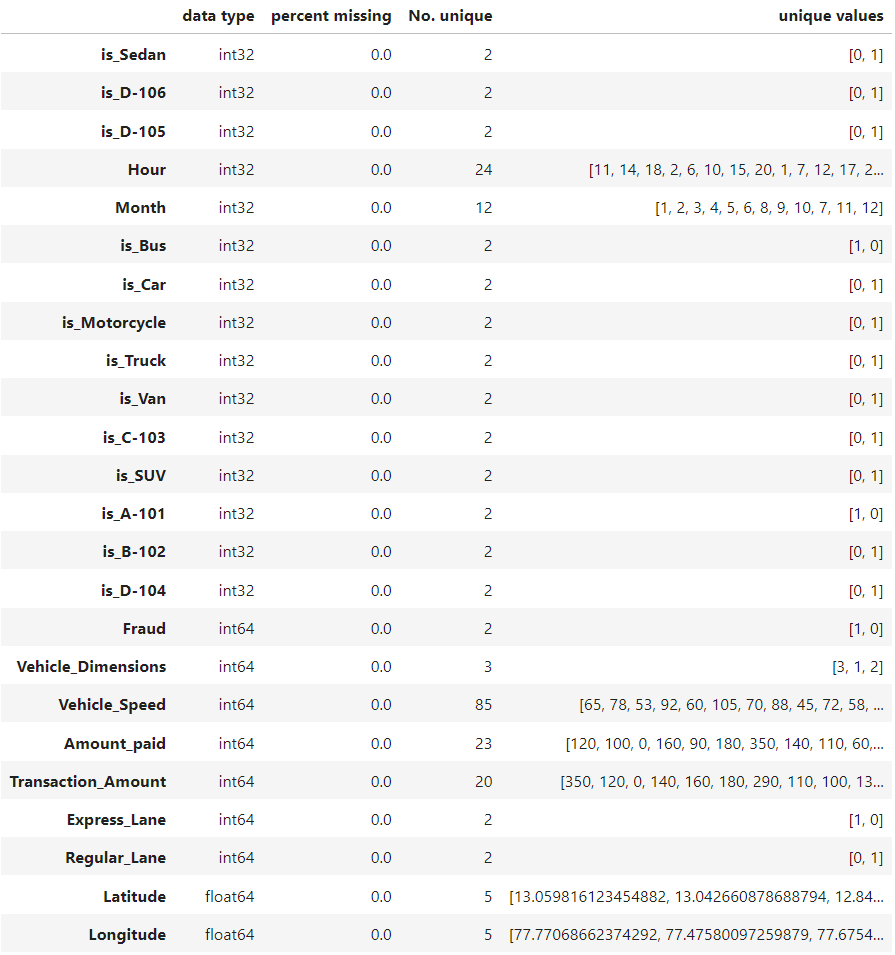 data type percent missing No. unique unique values
is_Sedan int32 0.0 2 [0, 1]
is_D-106 int32 0.0 2 [0, 1]
is_D-105 int32 0.0 2 [0, 1]
Hour int32 0.0 24 [11, 14, 18, 2, 6, 10, 15, 20, 1, 7, 12, 17, 2...
Month int32 0.0 12 [1, 2, 3, 4, 5, 6, 8, 9, 10, 7, 11, 12]
is_Bus int32 0.0 2 [1, 0]
is_Car int32 0.0 2 [0, 1]
is_Motorcycle int32 0.0 2 [0, 1]
is_Truck int32 0.0 2 [0, 1]
is_Van int32 0.0 2 [0, 1]
is_C-103 int32 0.0 2 [0, 1]
is_SUV int32 0.0 2 [0, 1]
is_A-101 int32 0.0 2 [1, 0]
is_B-102 int32 0.0 2 [0, 1]
is_D-104 int32 0.0 2 [0, 1]
Fraud int64 0.0 2 [1, 0]
Vehicle_Dimensions int64 0.0 3 [3, 1, 2]
Vehicle_Speed int64 0.0 85 [65, 78, 53, 92, 60, 105, 70, 88, 45, 72, 58, ...
Amount_paid int64 0.0 23 [120, 100, 0, 160, 90, 180, 350, 140, 110, 60,...
Transaction_Amount int64 0.0 20 [350, 120, 0, 140, 160, 180, 290, 110, 100, 13...
Express_Lane int64 0.0 2 [1, 0]
Regular_Lane int64 0.0 2 [0, 1]
Latitude float64 0.0 5 [13.059816123454882, 13.042660878688794, 12.84...
Longitude float64 0.0 5 [77.77068662374292, 77.47580097259879, 77.6754...